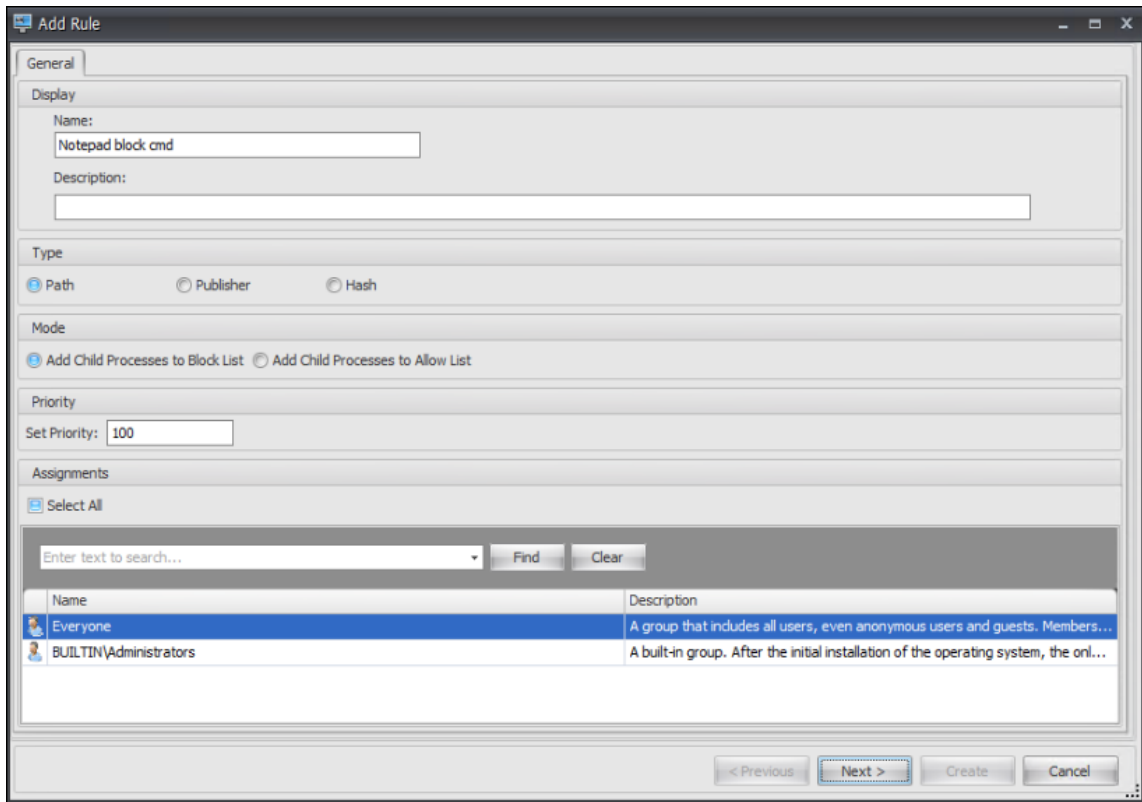 Add Rule
General
Display
Name:
Notepad block cmd
Description:
Type
Path Publisher Hash
Mode
Add Child Processes to Block List Add Child Processes to Allow List
Priority
Set Priority: 100
Assignments
Select All
Enter text to search... Find Clear
Name Description
Everyone A group that includes all users, even anonymous users and guests. Members...
BUILTIN\Administrators A built-in group. After the initial installation of the operating system, the onl...
< Previous Next > Create Cancel